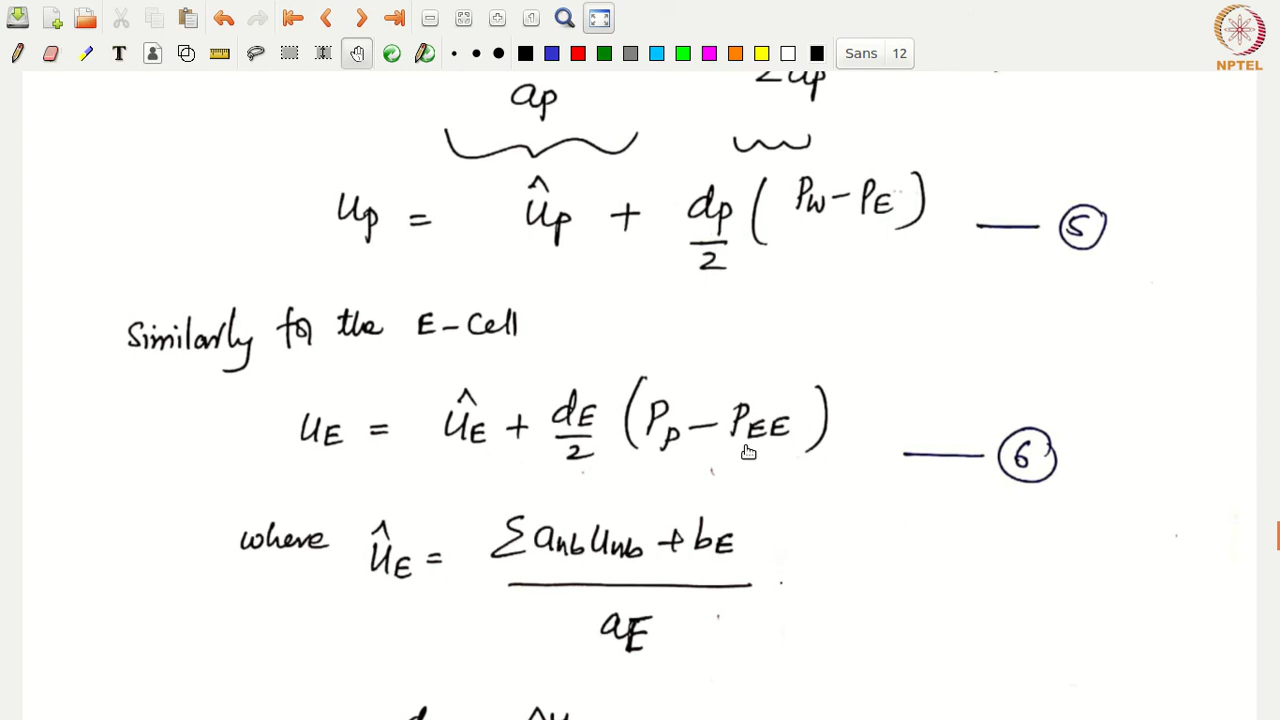 Sans 12
NPTEL
ap
up = ûp + dp/2 ( Pw - PE ) — 5
Similarly for the E-Cell
uE = ûE + dE/2 ( Pp - PEE ) — 6
where ûE = Σ anb unb + bE
aE